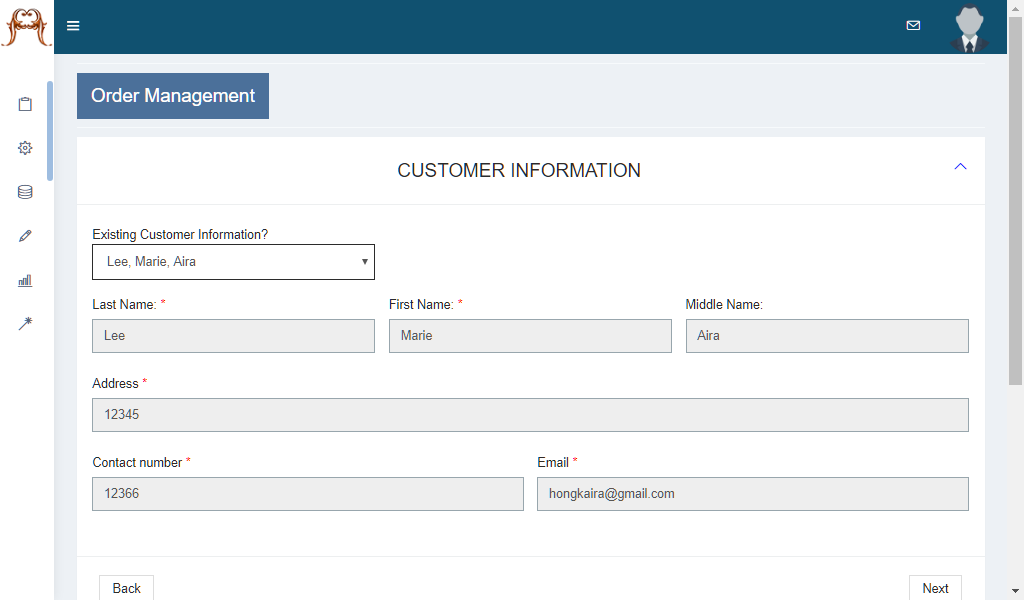 Order Management
CUSTOMER INFORMATION
Existing Customer Information?
Lee, Marie, Aira
Last Name: * First Name: * Middle Name:
Lee Marie Aira
Address *
12345
Contact number * Email *
12366 hongkaira@gmail.com
Back Next